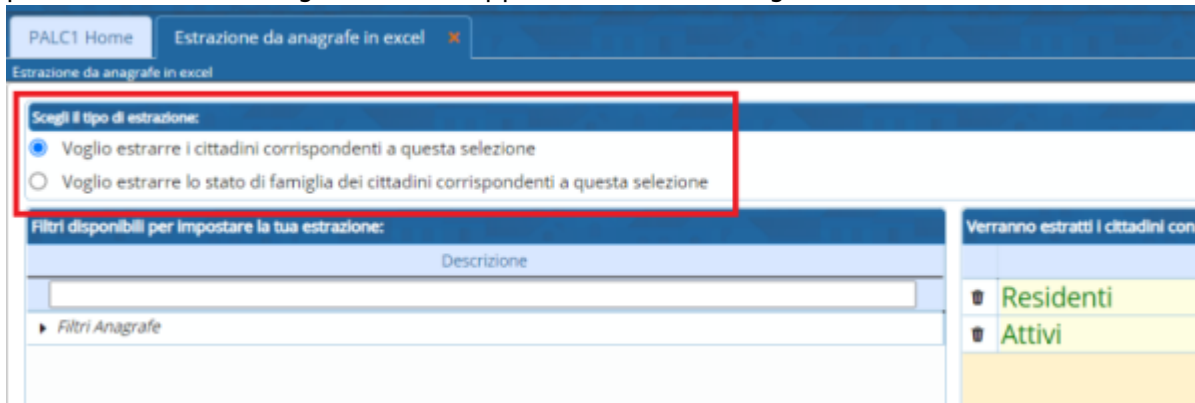 PALC1 Home
Estrazione da anagrafe in excel
Estrazione da anagrafe in excel
Scegli il tipo di estrazione:
Voglio estrarre i cittadini corrispondenti a questa selezione
Voglio estrarre lo stato di famiglia dei cittadini corrispondenti a questa selezione
Filtri disponibili per impostare la tua estrazione:
Verranno estratti i cittadini con
Descrizione
Residenti
Filtri Anagrafe
Attivi